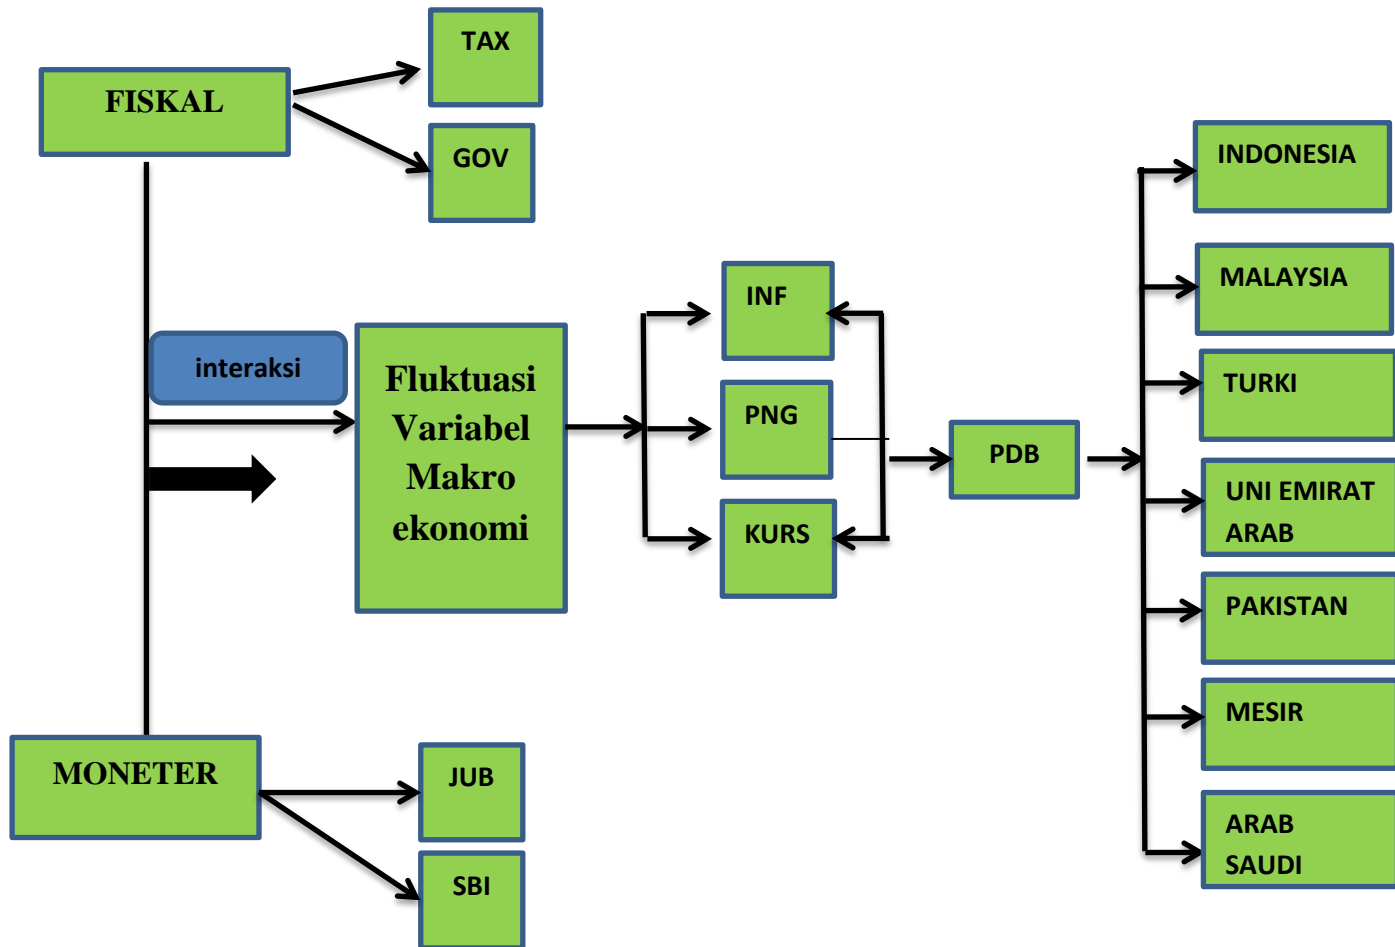 TAX
FISKAL
GOV
INDONESIA
MALAYSIA
INF
interaksi
Fluktuasi
Variabel
Makro
ekonomi
TURKI
PNG
PDB
UNI EMIRAT
ARAB
KURS
PAKISTAN
MESIR
MONETER
JUB
SBI
ARAB
SAUDI